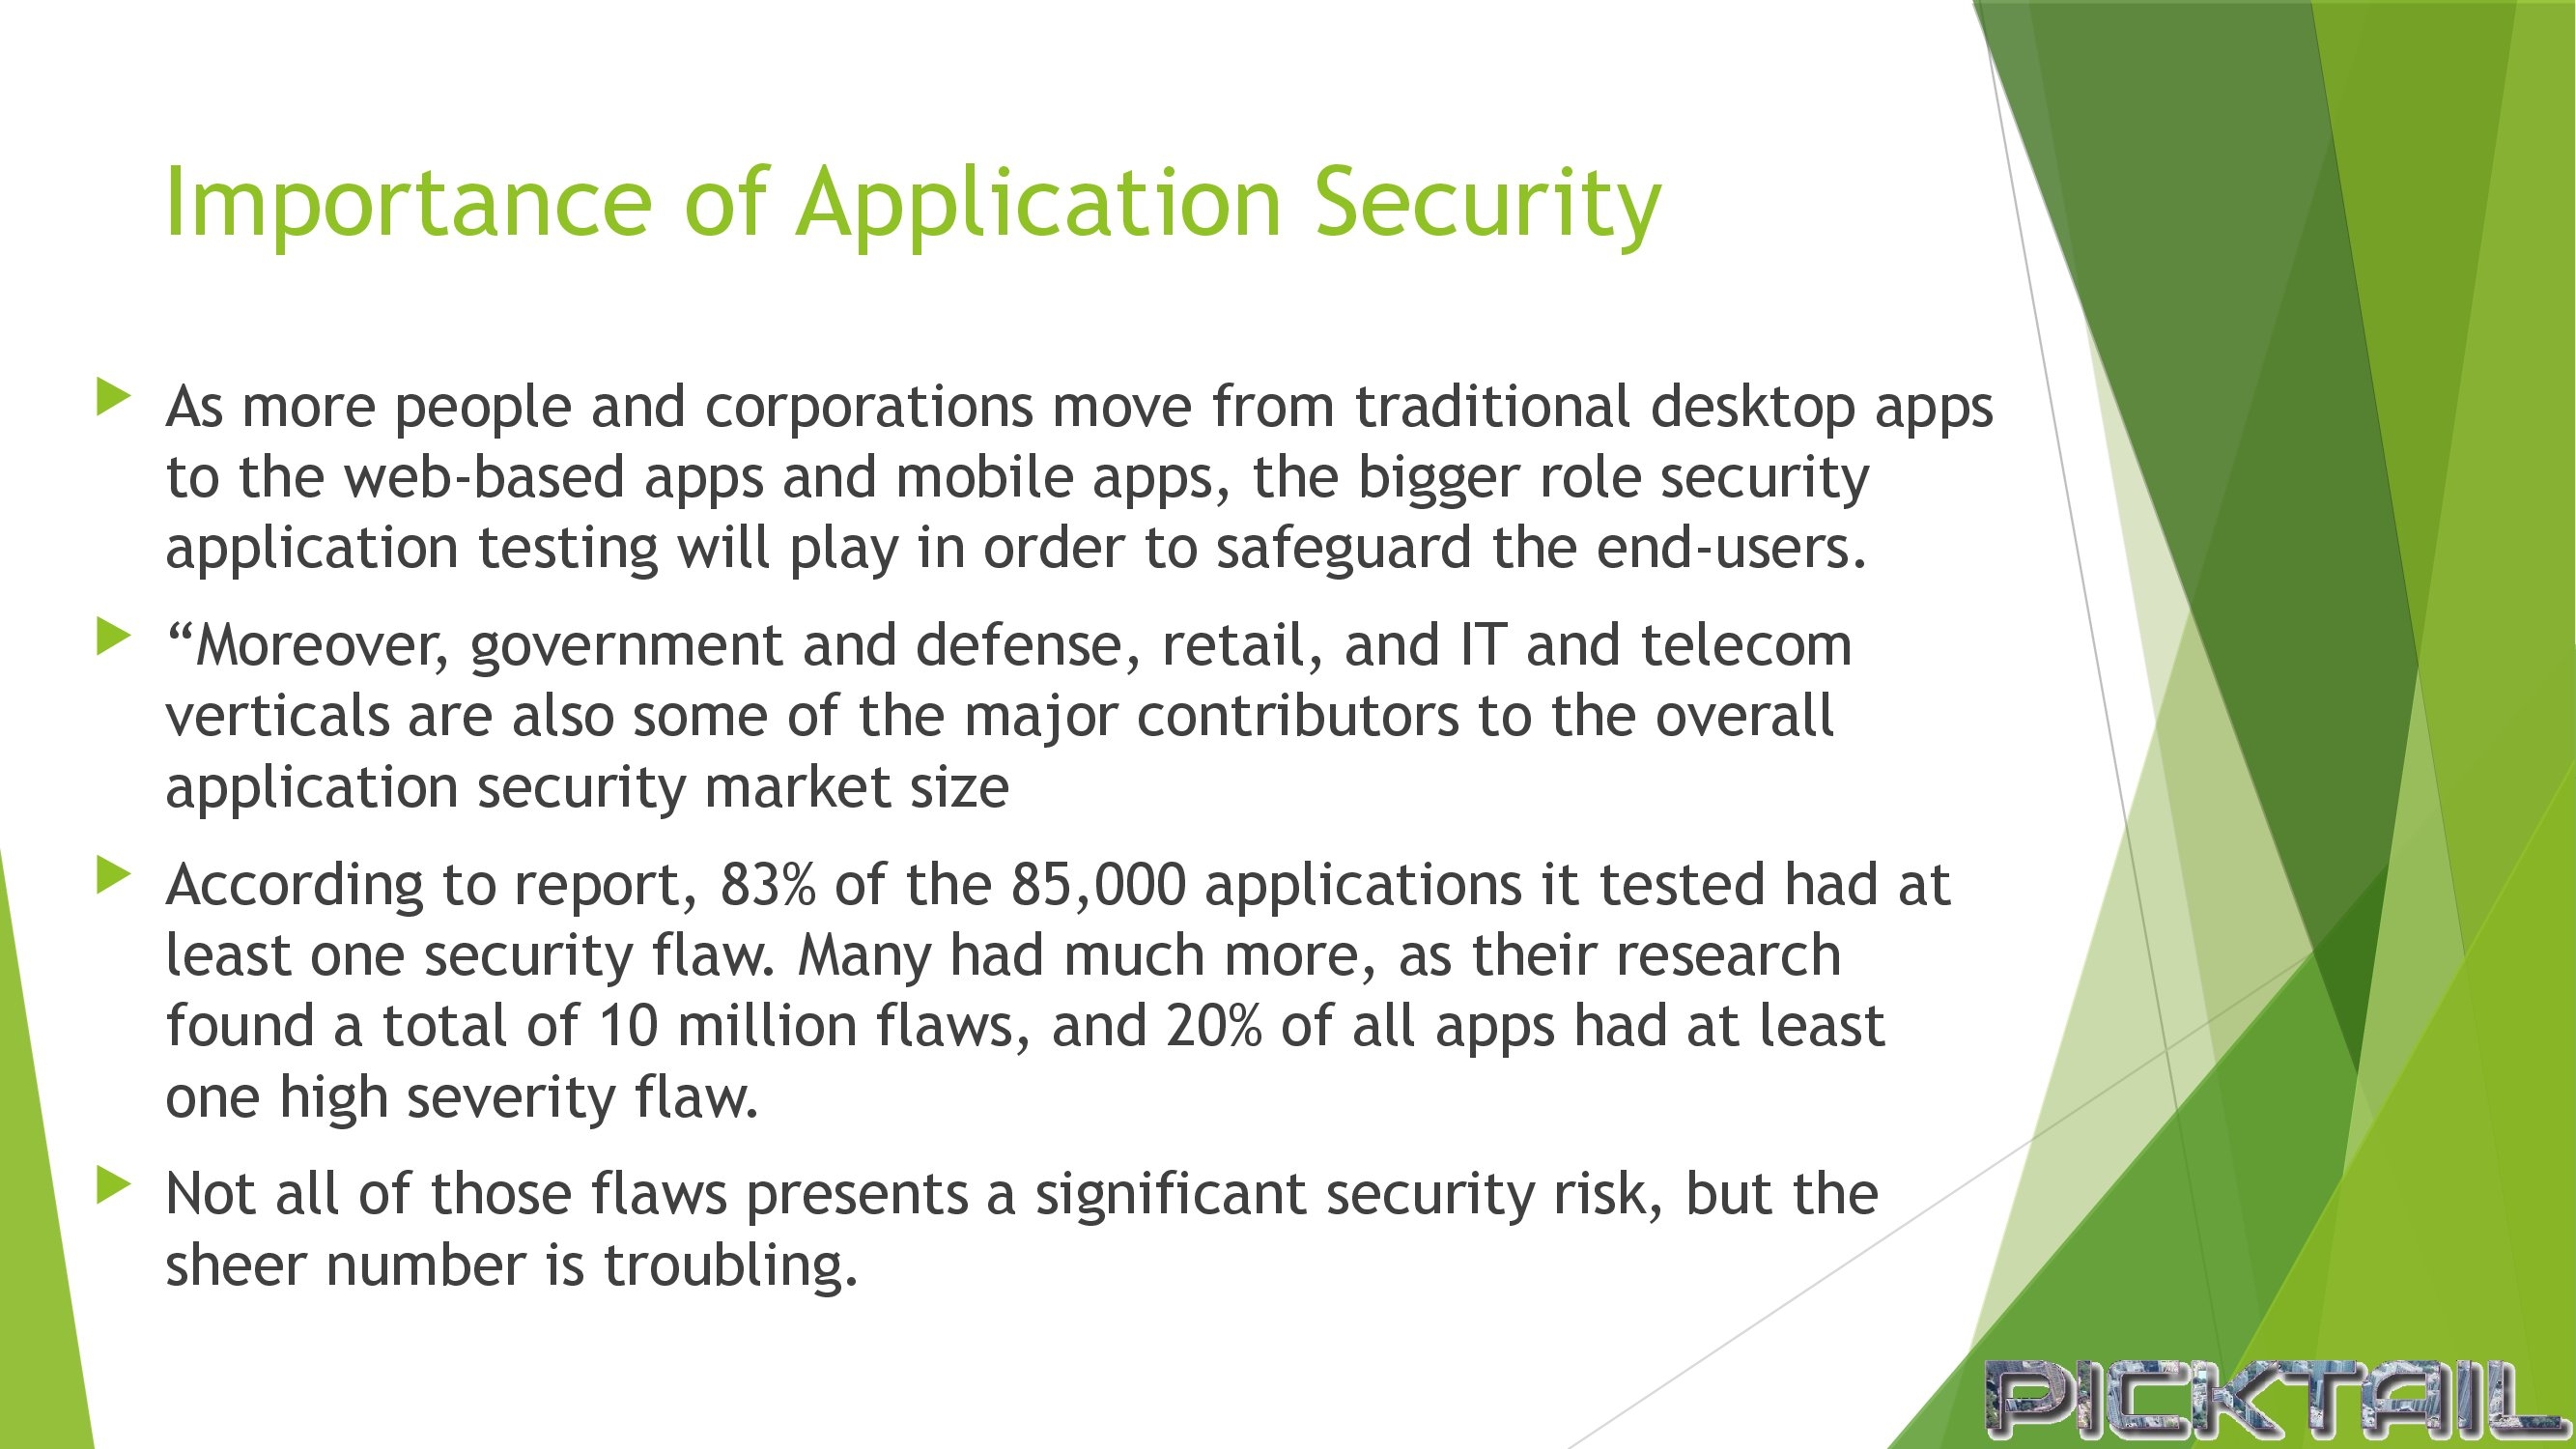 Importance of Application Security
As more people and corporations move from traditional desktop apps
to the web-based apps and mobile apps, the bigger role security
application testing will play in order to safeguard the end-users.
“Moreover, government and defense, retail, and IT and telecom
verticals are also some of the major contributors to the overall
application security market size
According to report, 83% of the 85,000 applications it tested had at
least one security flaw. Many had much more, as their research
found a total of 10 million flaws, and 20% of all apps had at least
one high severity flaw.
Not all of those flaws presents a significant security risk, but the
sheer number is troubling.
PICKTAIL